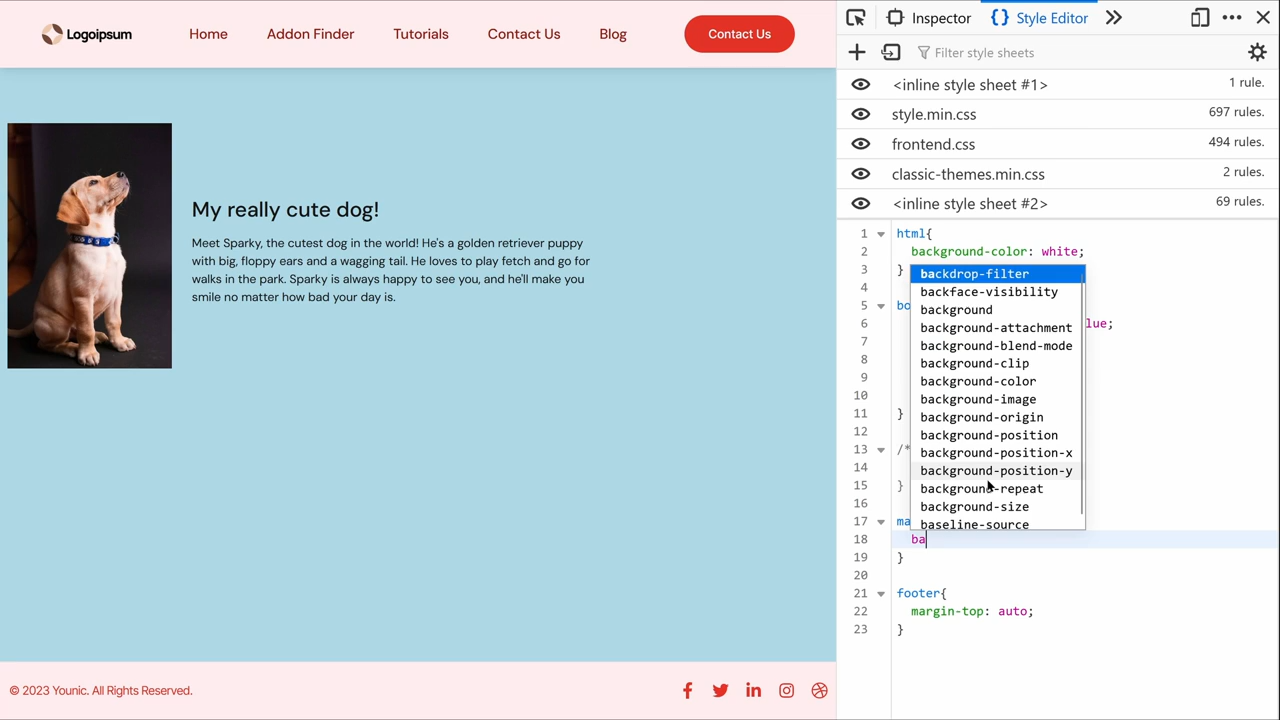 Logoipsum
Home
Addon Finder
Tutorials
Contact Us
Blog
Contact Us
My really cute dog!
Meet Sparky, the cutest dog in the world! He's a golden retriever puppy
with big, floppy ears and a wagging tail. He loves to play fetch and go for
walks in the park. Sparky is always happy to see you, and he'll make you
smile no matter how bad your day is.
© 2023 Younic. All Rights Reserved.
Inspector
{} Style Editor
Filter style sheets
<inline style sheet #1> 1 rule.
style.min.css 697 rules.
frontend.css 494 rules.
classic-themes.min.css 2 rules.
<inline style sheet #2> 69 rules.
1 html{
2 background-color: white;
3 }
4
5 bo
6 lue;
7
8
9
10
11 }
12
13 /*
14
15 }
16
17 ma
18 ba
19 }
20
21 footer{
22 margin-top: auto;
23 }
backdrop-filter
backface-visibility
background
background-attachment
background-blend-mode
background-clip
background-color
background-image
background-origin
background-position
background-position-x
background-position-y
background-repeat
background-size
baseline-source